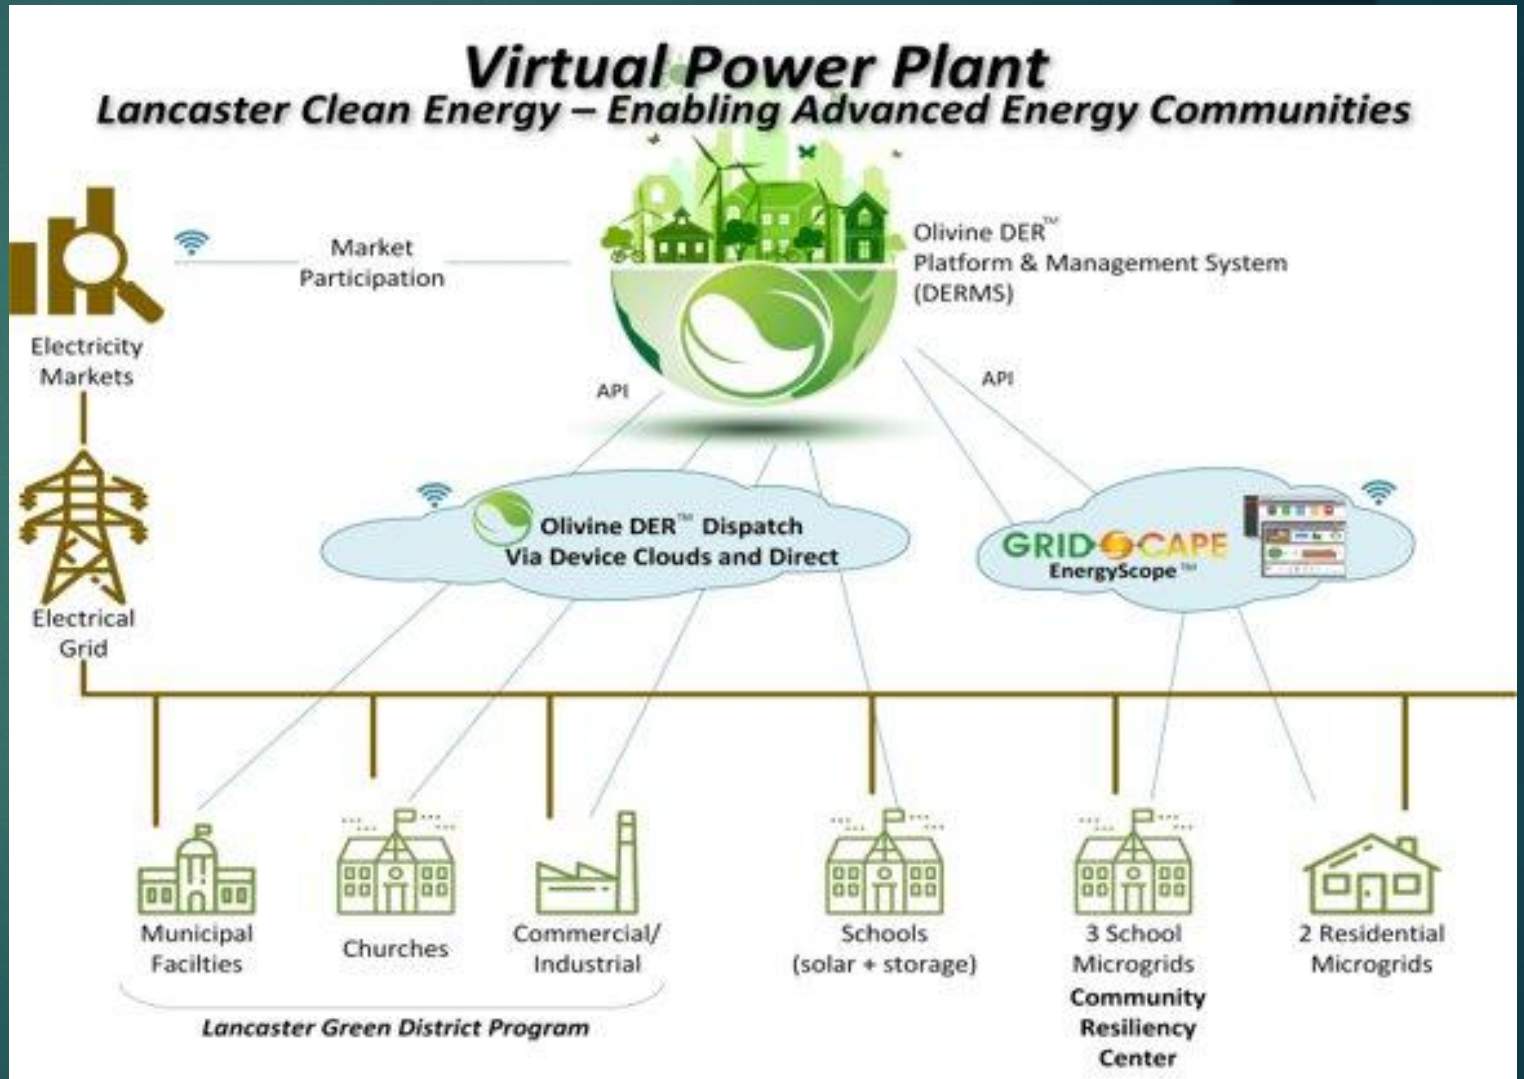 Virtual Power Plant
Lancaster Clean Energy – Enabling Advanced Energy Communities
Market
Participation
Olivine DER™
Platform & Management System
(DERMS)
Electricity
Markets
API
API
Olivine DER™ Dispatch
Via Device Clouds and Direct
GRIDSCAPE
EnergyScope™
Electrical
Grid
Municipal
Facilties
Churches
Commercial/
Industrial
Schools
(solar + storage)
3 School
Microgrids
Community
Resiliency
Center
2 Residential
Microgrids
Lancaster Green District Program